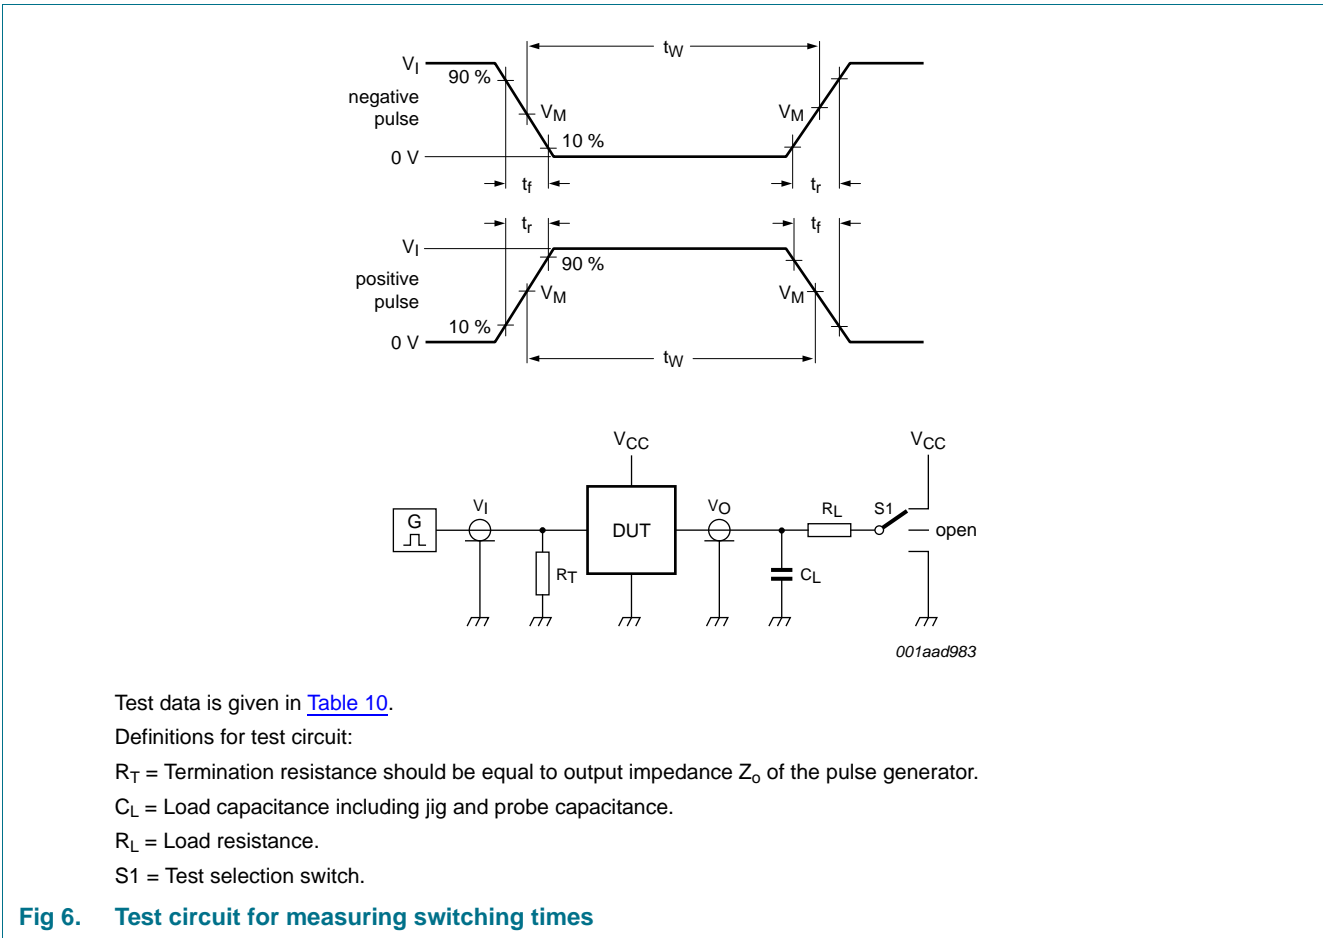 tW
VI
90 %
negative
pulse
VM
VM
10 %
0 V
tf
tr
tr
tf
VI
90 %
positive
pulse
VM
VM
10 %
0 V
tW
VCC
VCC
G
VI
DUT
VO
RL
S1
open
RT
CL
001aad983
Test data is given in Table 10.
Definitions for test circuit:
RT = Termination resistance should be equal to output impedance Zo of the pulse generator.
CL = Load capacitance including jig and probe capacitance.
RL = Load resistance.
S1 = Test selection switch.
Fig 6. Test circuit for measuring switching times